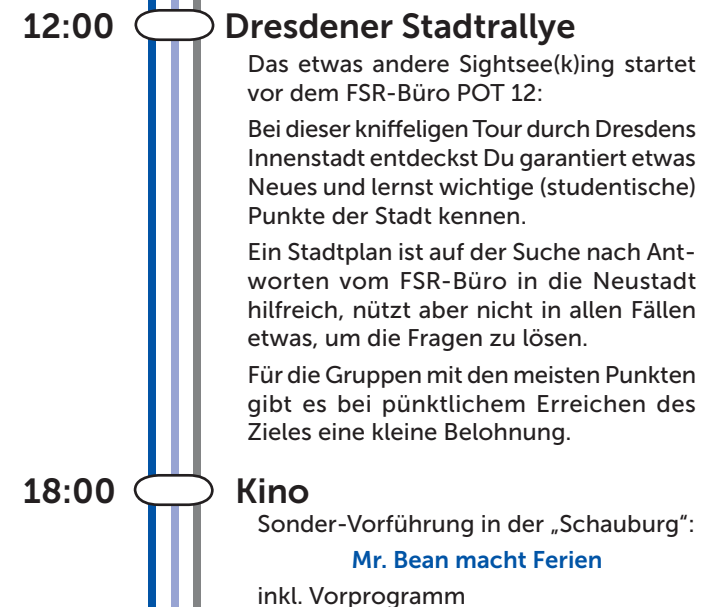 12:00 Dresdener Stadtrallye
Das etwas andere Sightsee(k)ing startet
vor dem FSR-Büro POT 12:
Bei dieser kniffeligen Tour durch Dresdens
Innenstadt entdeckst Du garantiert etwas
Neues und lernst wichtige (studentische)
Punkte der Stadt kennen.
Ein Stadtplan ist auf der Suche nach Ant-
worten vom FSR-Büro in die Neustadt
hilfreich, nützt aber nicht in allen Fällen
etwas, um die Fragen zu lösen.
Für die Gruppen mit den meisten Punkten
gibt es bei pünktlichem Erreichen des
Zieles eine kleine Belohnung.
18:00 Kino
Sonder-Vorführung in der „Schauburg“:
Mr. Bean macht Ferien
inkl. Vorprogramm